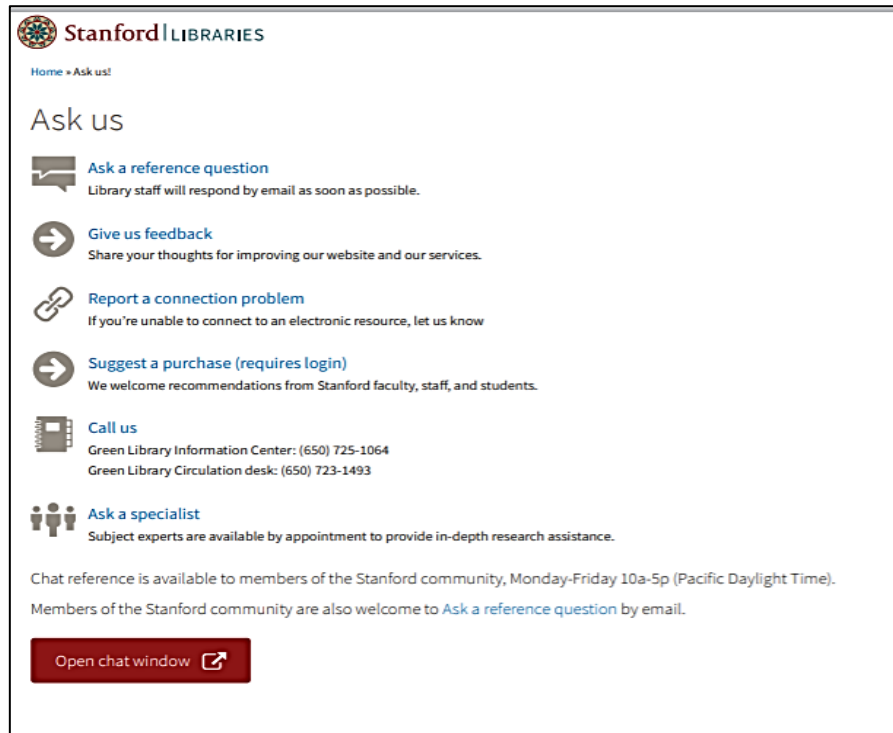 Stanford | LIBRARIES
Home » Ask us!
Ask us
Ask a reference question
Library staff will respond by email as soon as possible.
Give us feedback
Share your thoughts for improving our website and our services.
Report a connection problem
If you're unable to connect to an electronic resource, let us know
Suggest a purchase (requires login)
We welcome recommendations from Stanford faculty, staff, and students.
Call us
Green Library Information Center: (650) 725-1064
Green Library Circulation desk: (650) 723-1493
Ask a specialist
Subject experts are available by appointment to provide in-depth research assistance.
Chat reference is available to members of the Stanford community, Monday-Friday 10a-5p (Pacific Daylight Time).
Members of the Stanford community are also welcome to Ask a reference question by email.
Open chat window